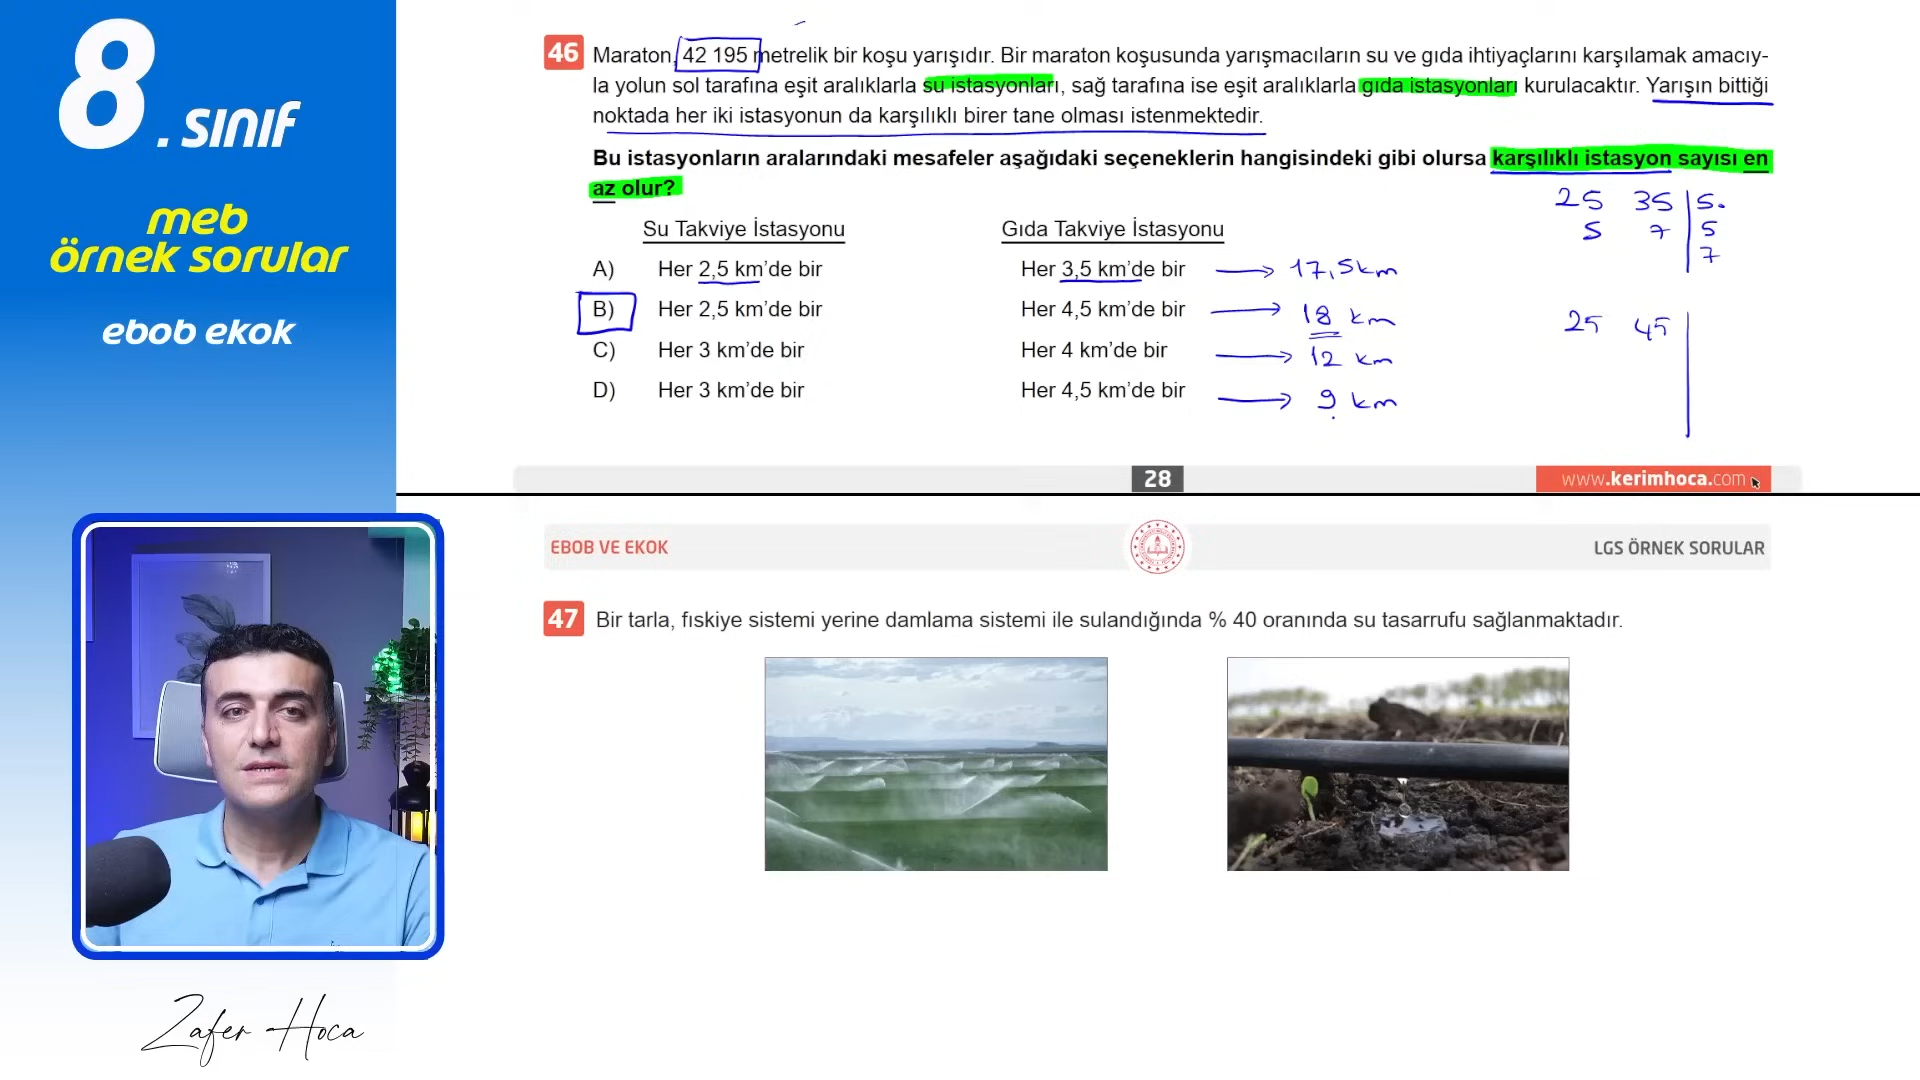 8
. sınıf
meb
örnek sorular
ebob ekok
46 Maraton, 42 195 metrelik bir koşu yarışıdır. Bir maraton koşusunda yarışmacıların su ve gıda ihtiyaçlarını karşılamak amacıy-
la yolun sol tarafına eşit aralıklarla su istasyonları, sağ tarafına ise eşit aralıklarla gıda istasyonları kurulacaktır. Yarışın bittiği
noktada her iki istasyonun da karşılıklı birer tane olması istenmektedir.
Bu istasyonların aralarındaki mesafeler aşağıdaki seçeneklerin hangisindeki gibi olursa karşılıklı istasyon sayısı en
az olur?
25 35 5.
5 7 5
7
Su Takviye İstasyonu Gıda Takviye İstasyonu
A) Her 2,5 km'de bir Her 3,5 km'de bir → 17,5km
B) Her 2,5 km'de bir Her 4,5 km'de bir → 18 km
25 45
C) Her 3 km'de bir Her 4 km'de bir → 12 km
D) Her 3 km'de bir Her 4,5 km'de bir → 9 km
28
www.kerimhoca.com
EBOB VE EKOK LGS ÖRNEK SORULAR
47 Bir tarla, fıskiye sistemi yerine damlama sistemi ile sulandığında % 40 oranında su tasarrufu sağlanmaktadır.
Zafer Hoca